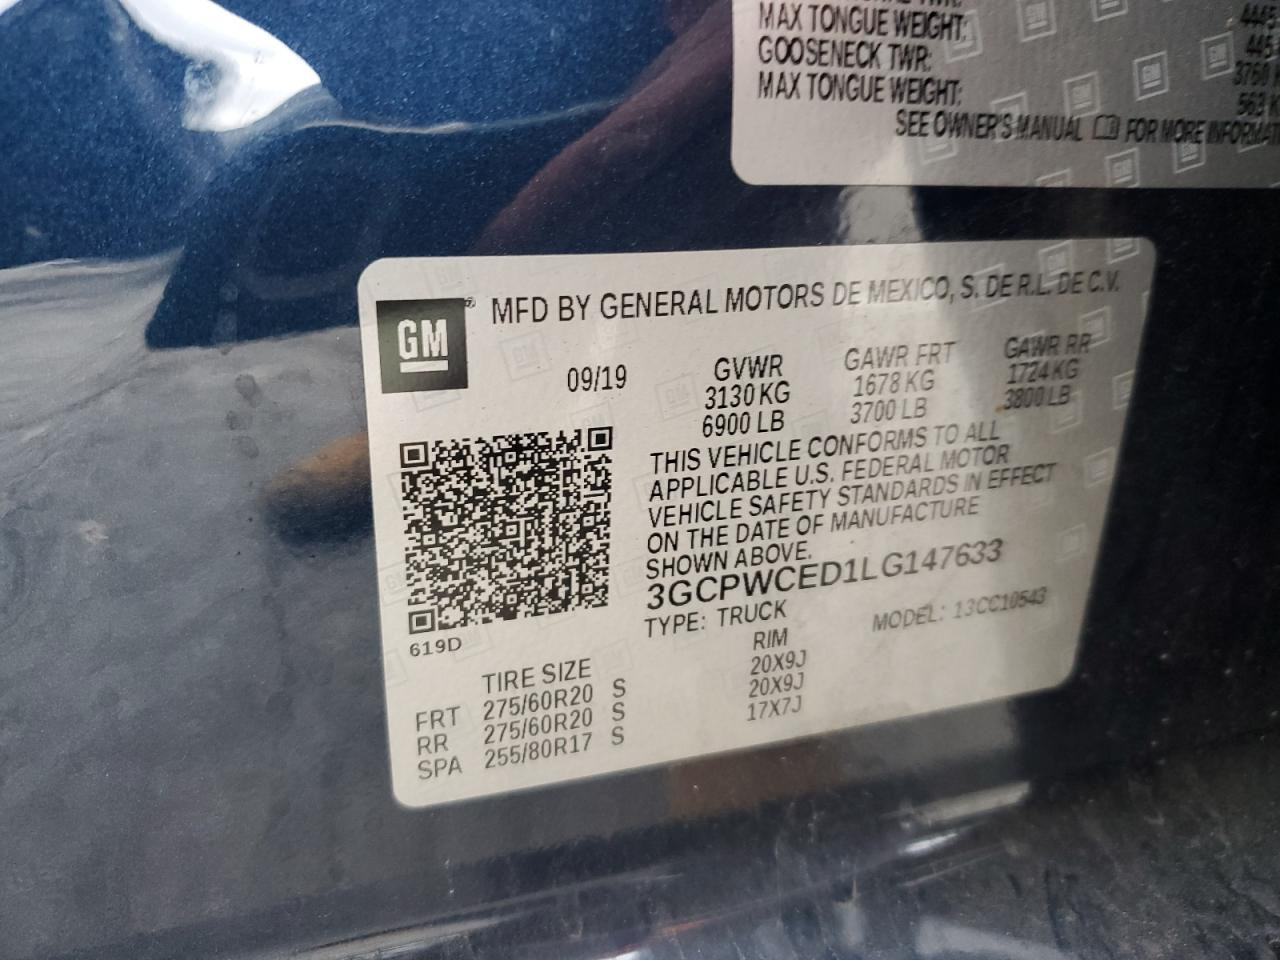 MAX TONGUE WEIGHT:
GOOSENECK TWR: 3760
MAX TONGUE WEIGHT: 563
SEE OWNER'S MANUAL FOR MORE
GM ® MFD BY GENERAL MOTORS DE MEXICO, S. DE R.L. DE C.V.
09/19
GVWR GAWR FRT GAWR RR
3130 KG 1678 KG 1724 KG
6900 LB 3700 LB 3800 LB
THIS VEHICLE CONFORMS TO ALL
APPLICABLE U.S. FEDERAL MOTOR
VEHICLE SAFETY STANDARDS IN EFFECT
ON THE DATE OF MANUFACTURE
SHOWN ABOVE.
3GCPWCED1LG147633
TYPE: TRUCK MODEL: 13CC10543
619D
TIRE SIZE RIM
FRT 275/60R20 S 20X9J
RR 275/60R20 S 20X9J
SPA 255/80R17 S 17X7J